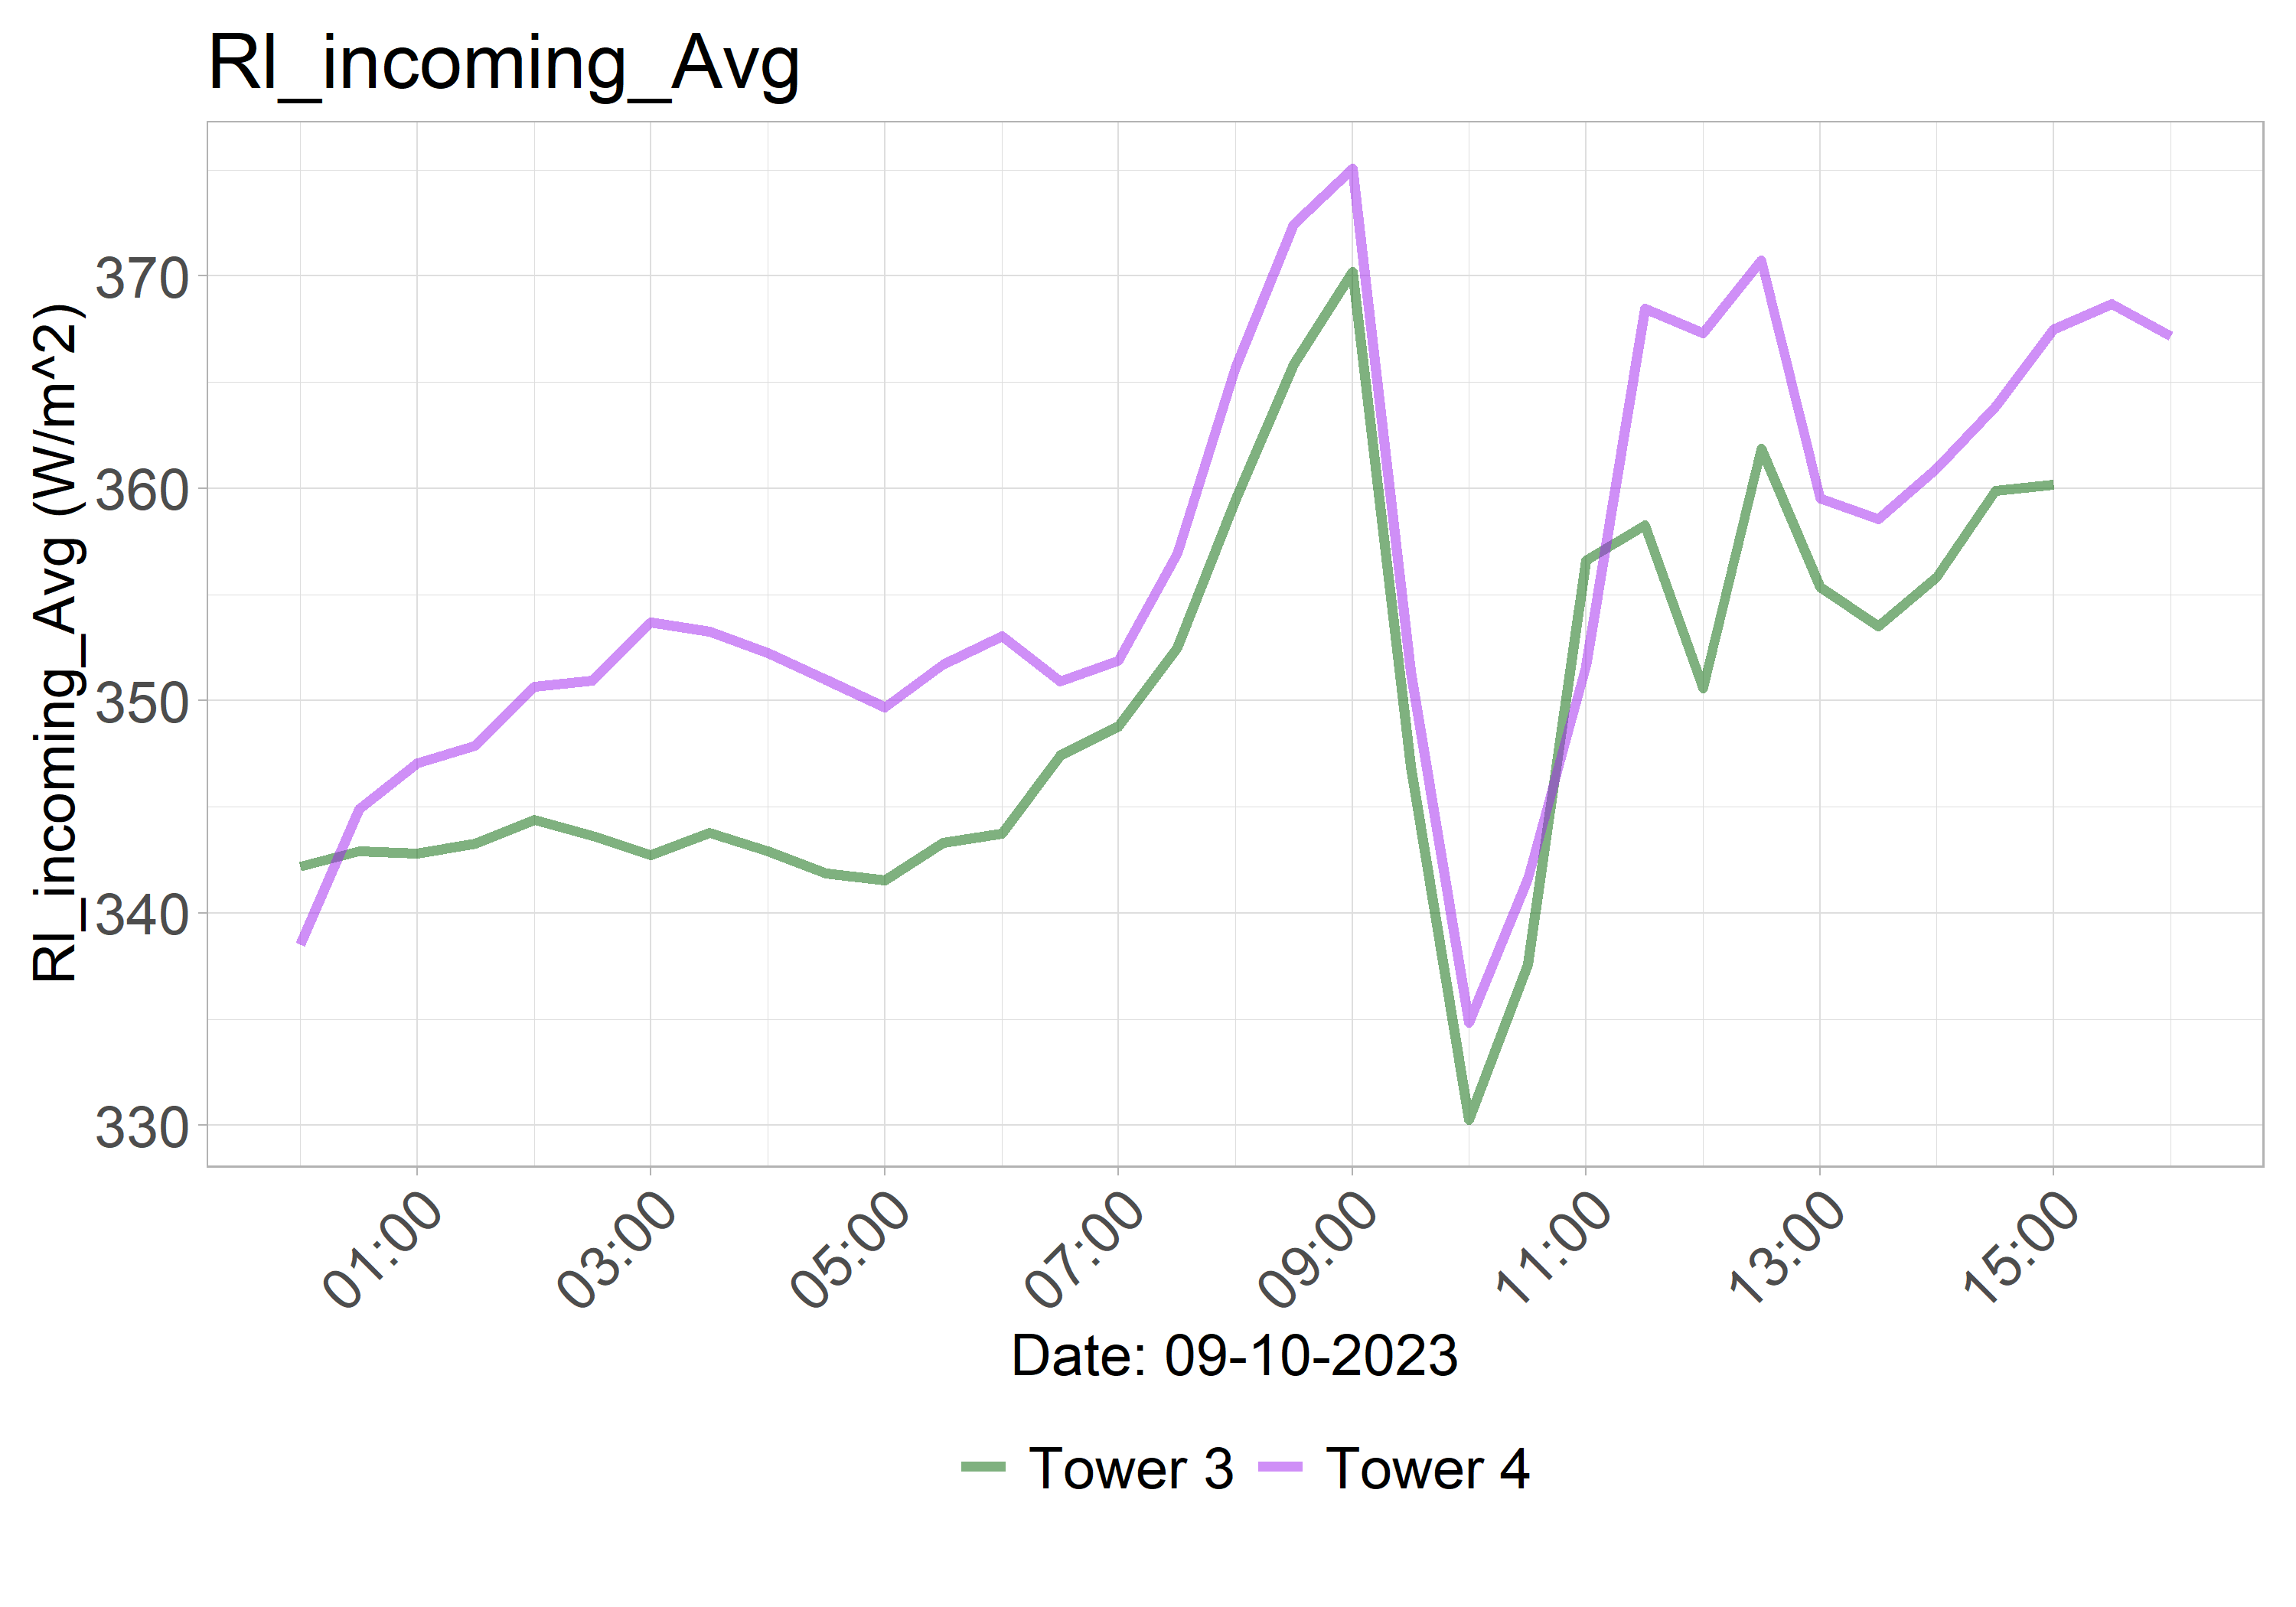 Rl_incoming_Avg
Rl_incoming_Avg (W/m^2)
370
360
350
340
330
01:00
03:00
05:00
07:00
09:00
11:00
13:00
15:00
Date: 09-10-2023
Tower 3
Tower 4